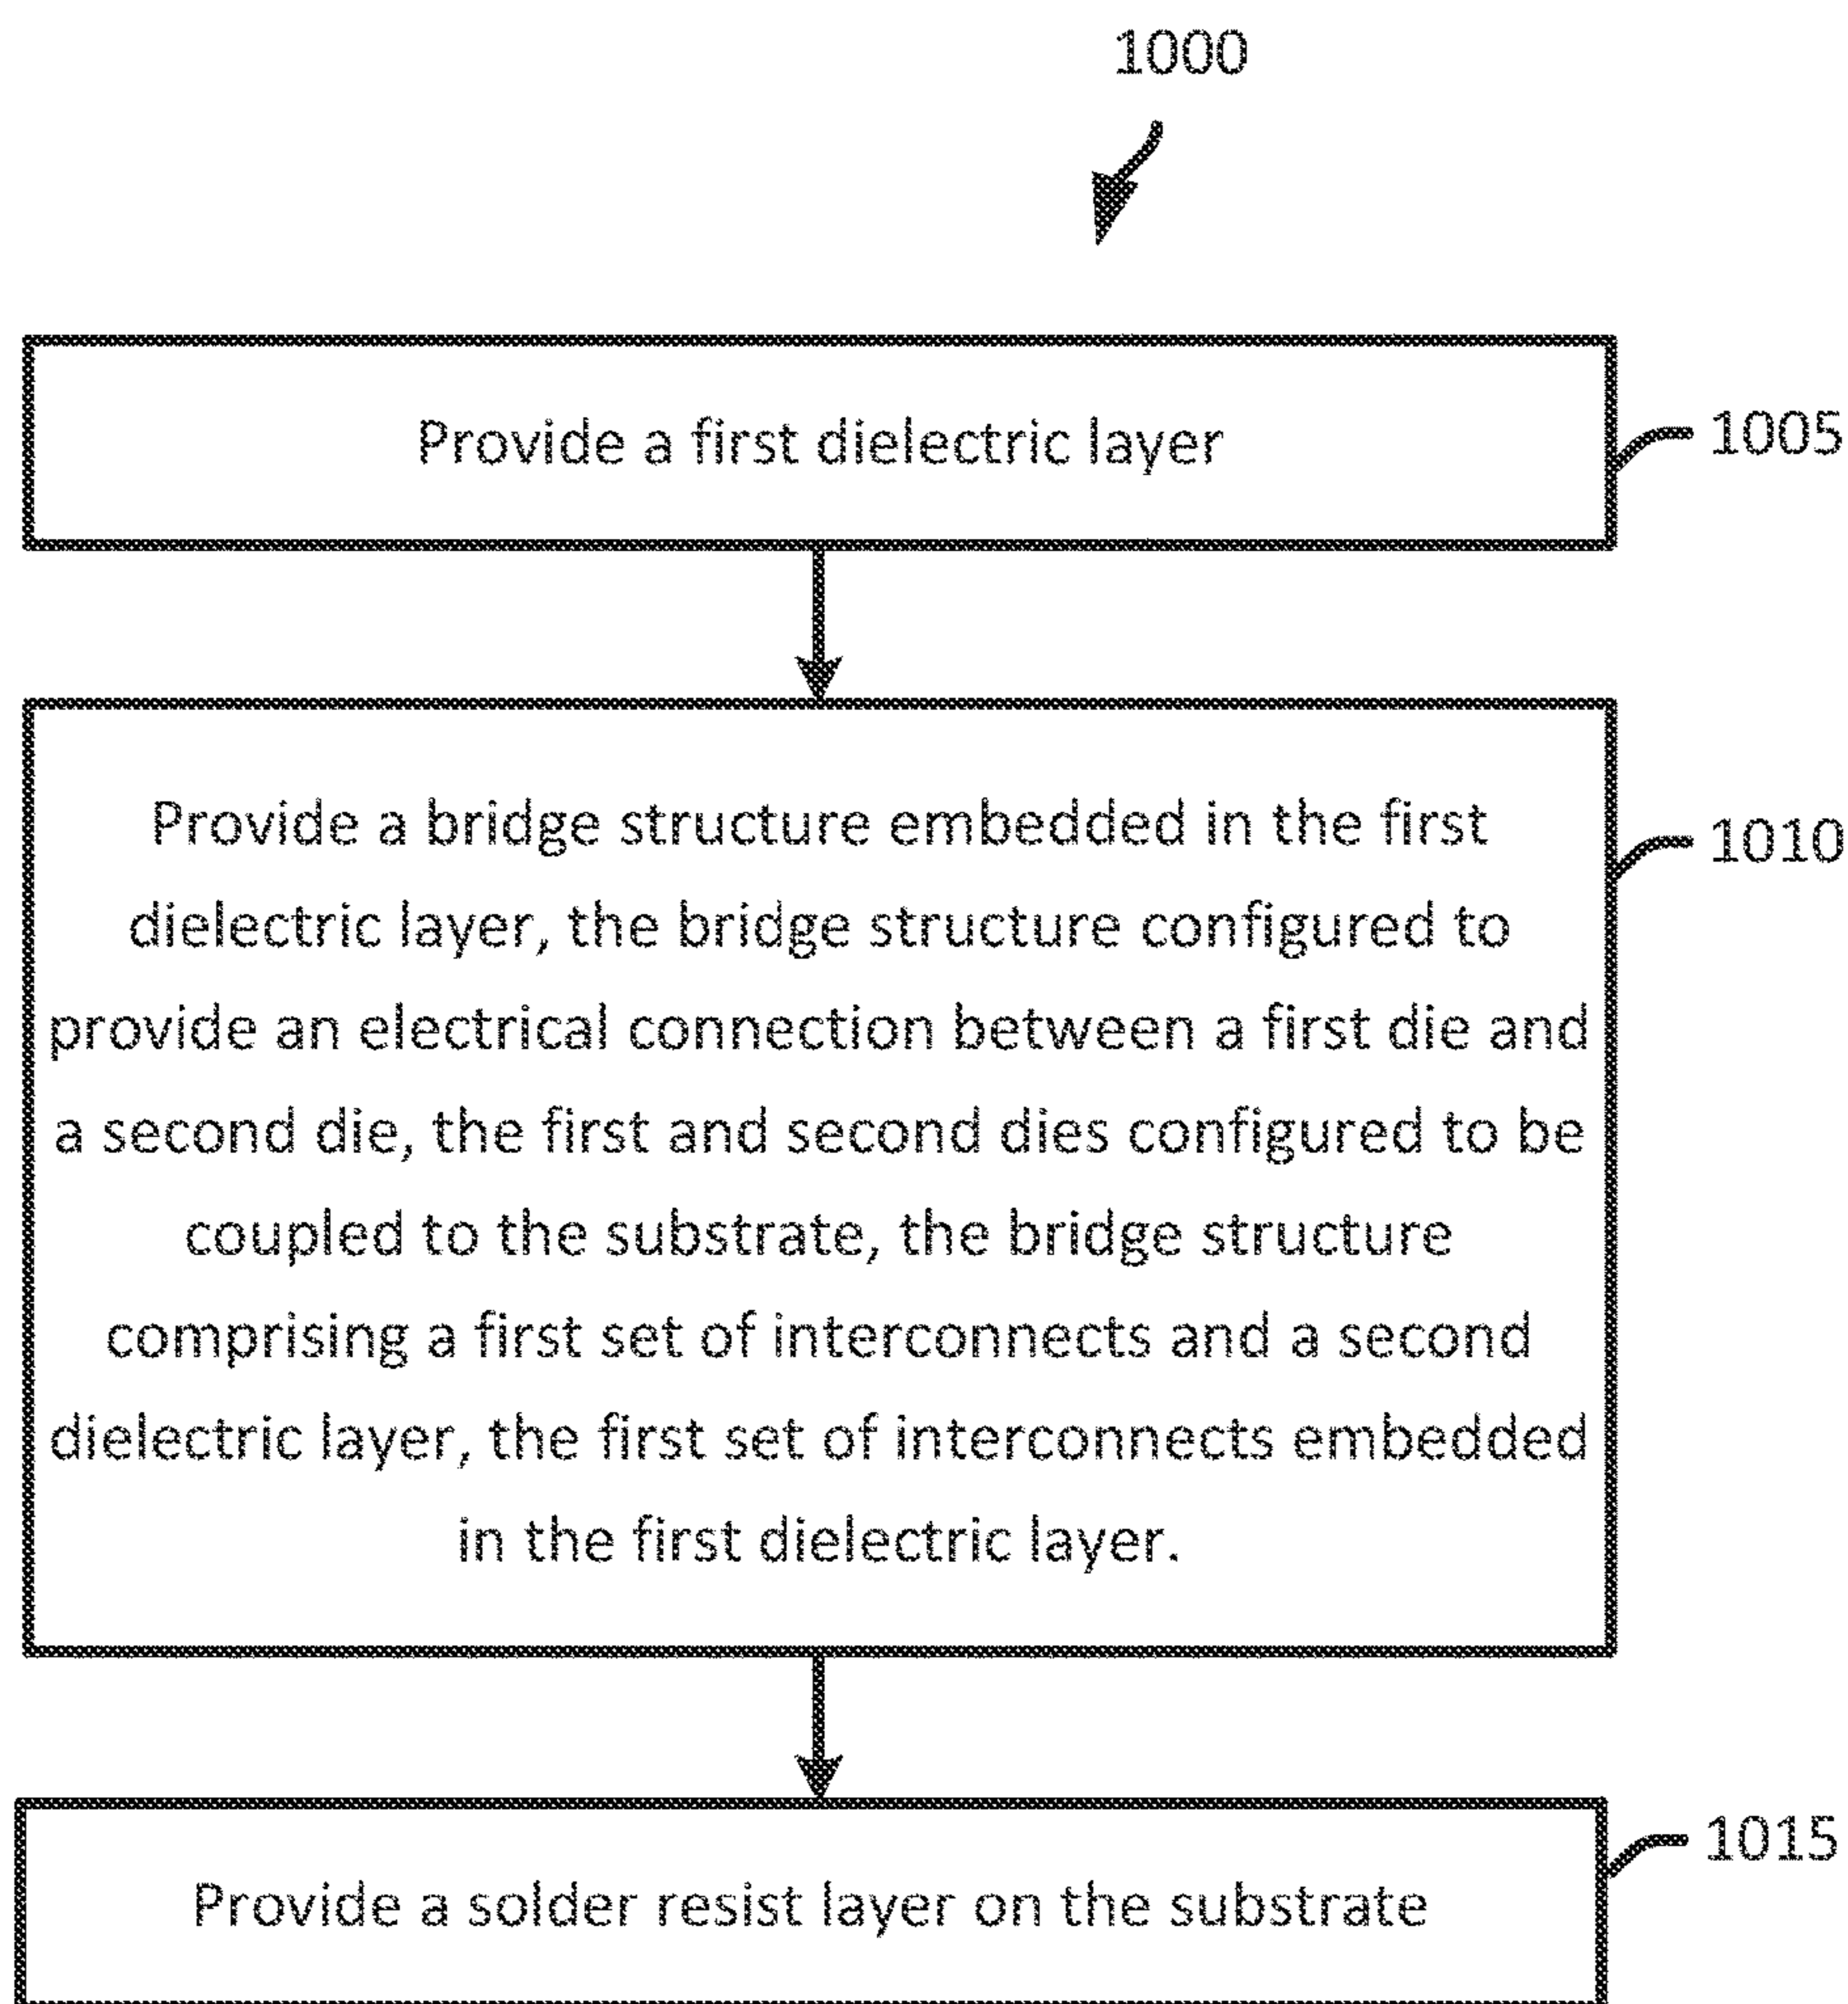 1000
Provide a first dielectric layer
1005
Provide a bridge structure embedded in the first
dielectric layer, the bridge structure configured to
provide an electrical connection between a first die and
a second die, the first and second dies configured to be
coupled to the substrate, the bridge structure
comprising a first set of interconnects and a second
dielectric layer, the first set of interconnects embedded
in the first dielectric layer.
1010
Provide a solder resist layer on the substrate
1015